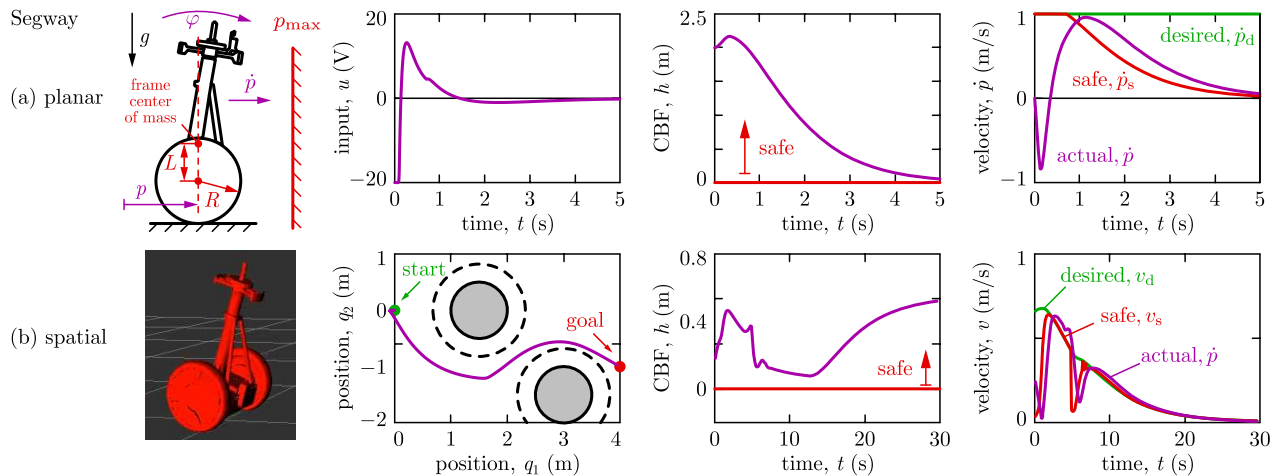 Segway
(a) planar
g
φ
p_max
ṗ
frame
center
of mass
L
R
p
input, u (V)
20
0
−20
0 1 2 3 4 5
time, t (s)
CBF, h (m)
2.5
0
safe
0 1 2 3 4 5
time, t (s)
velocity, ṗ (m/s)
1
0
−1
desired, ṗ_d
safe, ṗ_s
actual, ṗ
0 1 2 3 4 5
time, t (s)
(b) spatial
position, q_2 (m)
1
0
−1
−2
start
goal
0 1 2 3 4
position, q_1 (m)
CBF, h (m)
0.8
0.4
0
safe
0 10 20 30
time, t (s)
velocity, v (m/s)
1
0
desired, v_d
safe, v_s
actual, ṗ
0 10 20 30
time, t (s)